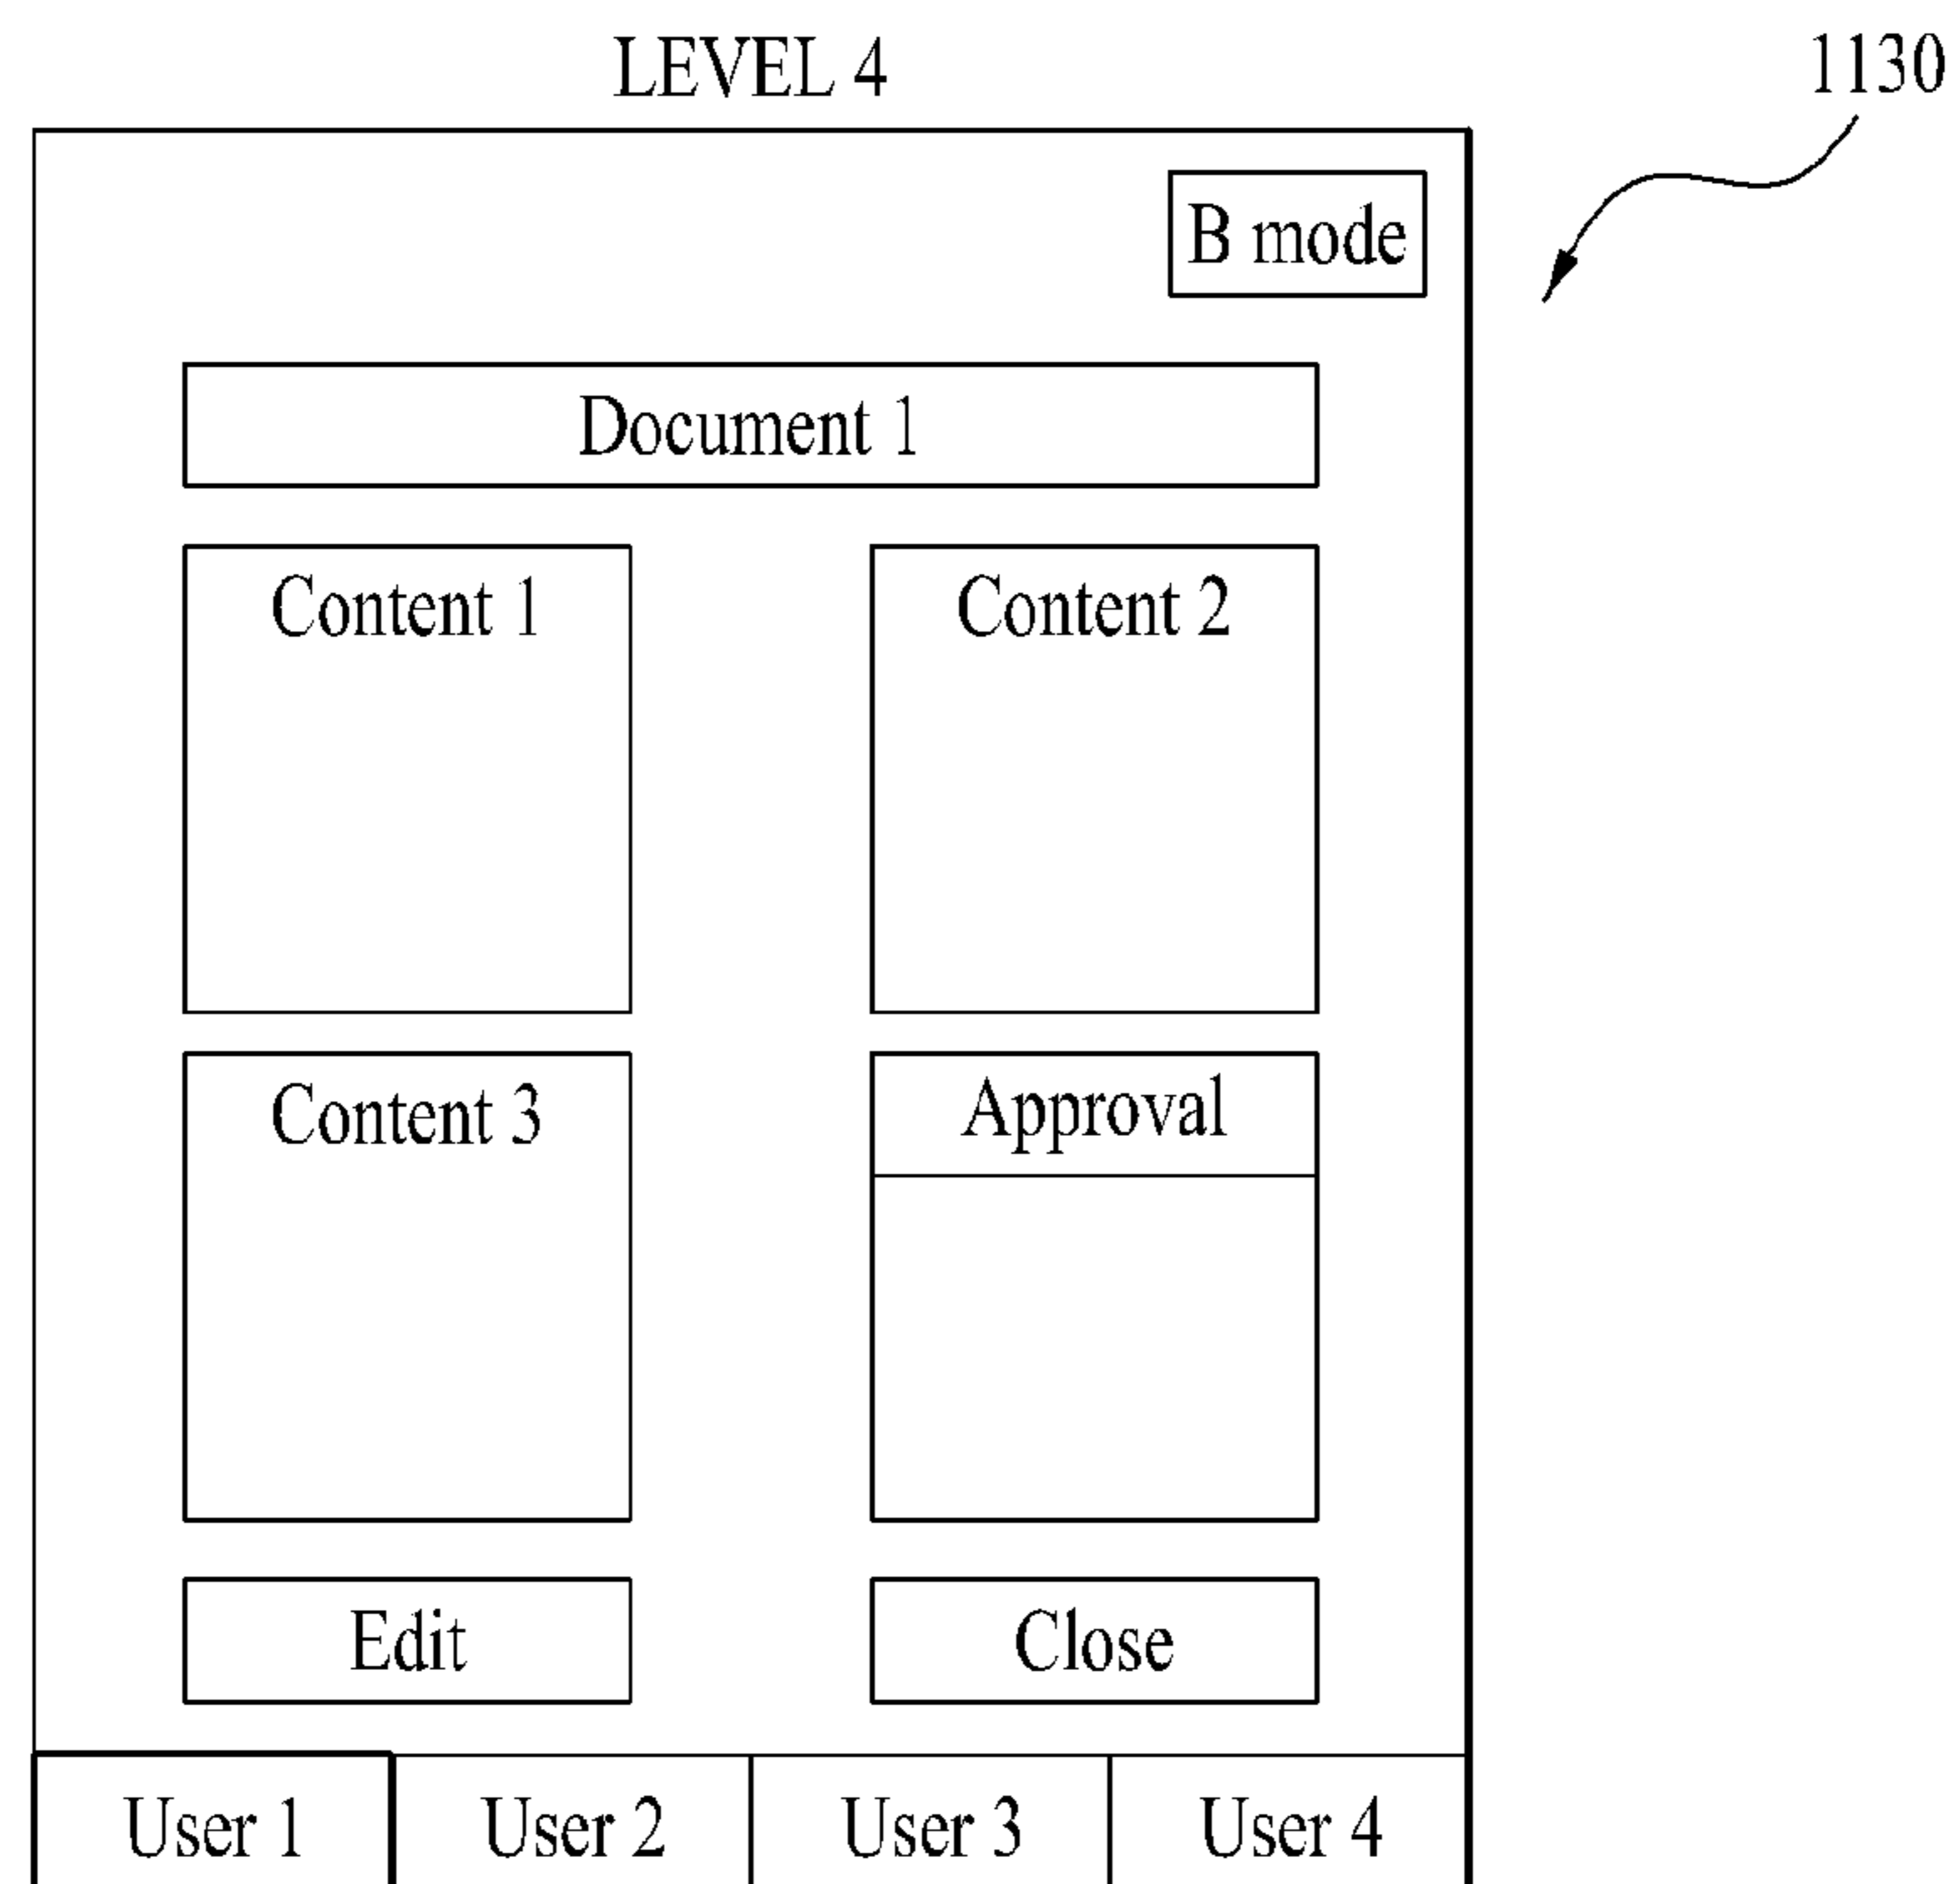 LEVEL 4
1130
B mode
Document 1
Content 1
Content 2
Content 3
Approval
Edit
Close
User 1
User 2
User 3
User 4